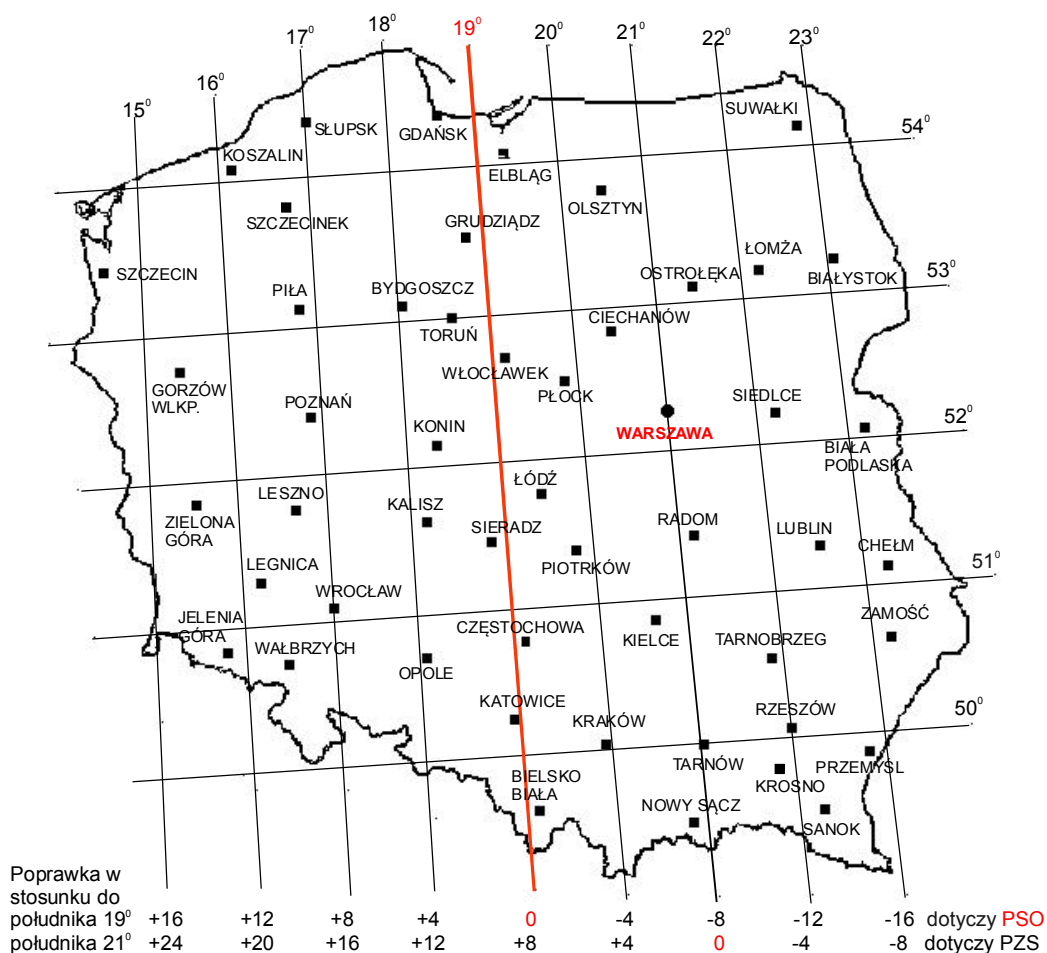 15⁰
16⁰
17⁰
18⁰
19⁰
20⁰
21⁰
22⁰
23⁰
SUWAŁKI
54⁰
SŁUPSK
GDAŃSK
KOSZALIN
ELBLĄG
OLSZTYN
SZCZECINEK
GRUDZIĄDZ
ŁOMŻA
SZCZECIN
OSTROŁĘKA
BIAŁYSTOK
53⁰
PIŁA
BYDGOSZCZ
CIECHANÓW
TORUŃ
WŁOCŁAWEK
GORZÓW
WLKP.
POZNAŃ
PŁOCK
SIEDLCE
52⁰
KONIN
WARSZAWA
BIAŁA
PODLASKA
ŁÓDŹ
LESZNO
KALISZ
ZIELONA
GÓRA
SIERADZ
RADOM
LUBLIN
CHEŁM
PIOTRKÓW
LEGNICA
51⁰
WROCŁAW
JELENIA
GÓRA
WAŁBRZYCH
CZĘSTOCHOWA
KIELCE
TARNOBRZEG
ZAMOŚĆ
OPOLE
KATOWICE
KRAKÓW
RZESZÓW
50⁰
TARNÓW
PRZEMYŚL
BIELSKO
BIAŁA
KROSNO
NOWY SĄCZ
SANOK
Poprawka w
stosunku do
południka 19⁰ +16 +12 +8 +4 0 -4 -8 -12 -16 dotyczy PSO
południka 21⁰ +24 +20 +16 +12 +8 +4 0 -4 -8 dotyczy PZS